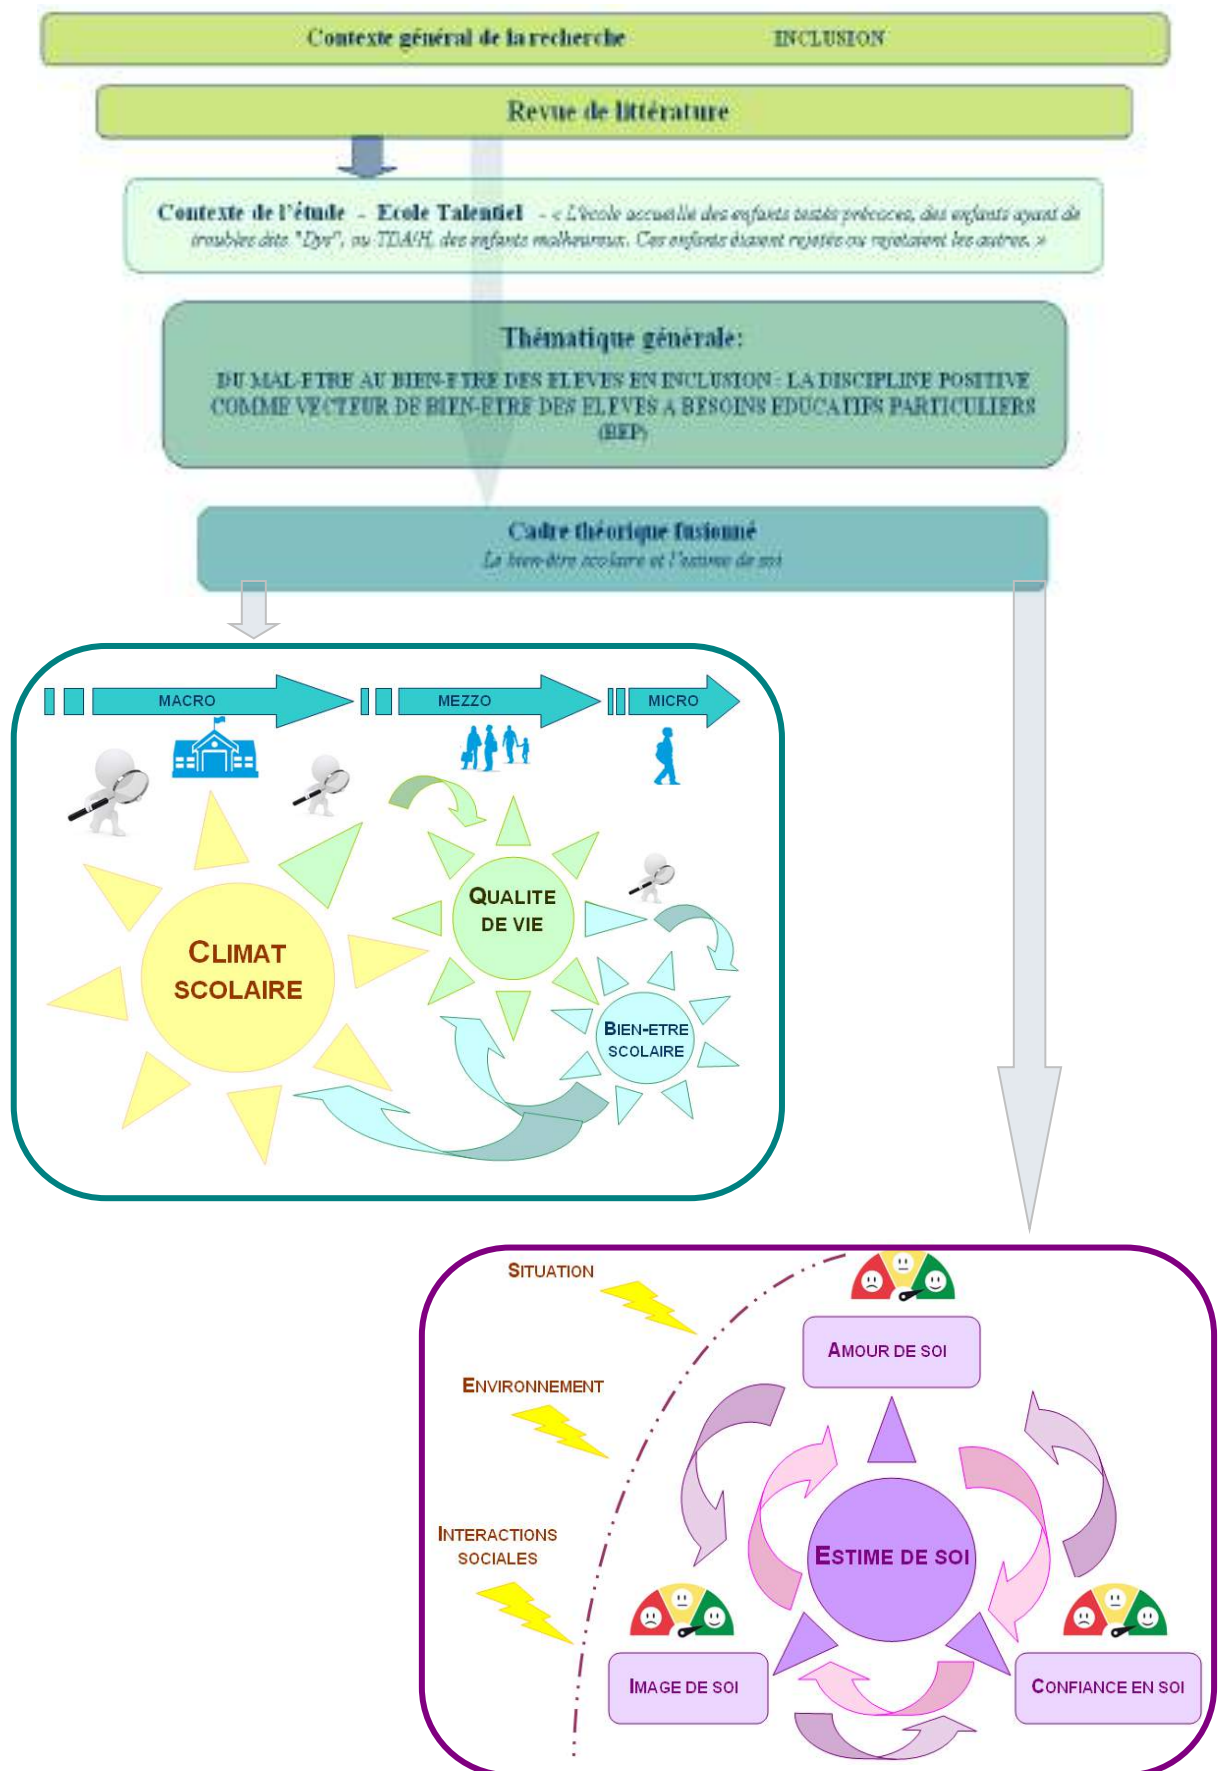 Contexte général de la recherche INCLUSION
Revue de littérature
Contexte de l'étude - Ecole Talentiel - « L'école accueille des enfants testés précoces, des enfants ayant de
troubles dits "Dys", ou TDA/H, des enfants malheureux. Ces enfants étaient rejetés ou rejetaient les autres. »
Thématique générale:
DU MAL-ETRE AU BIEN-ETRE DES ELEVES EN INCLUSION : LA DISCIPLINE POSITIVE
COMME VECTEUR DE BIEN-ETRE DES ELEVES A BESOINS EDUCATIFS PARTICULIERS
(BEP)
Cadre théorique fusionné
Le bien-être scolaire et l'estime de soi
MACRO MEZZO MICRO
QUALITE
DE VIE
CLIMAT
SCOLAIRE
BIEN-ETRE
SCOLAIRE
SITUATION
AMOUR DE SOI
ENVIRONNEMENT
INTERACTIONS
SOCIALES
ESTIME DE SOI
IMAGE DE SOI
CONFIANCE EN SOI